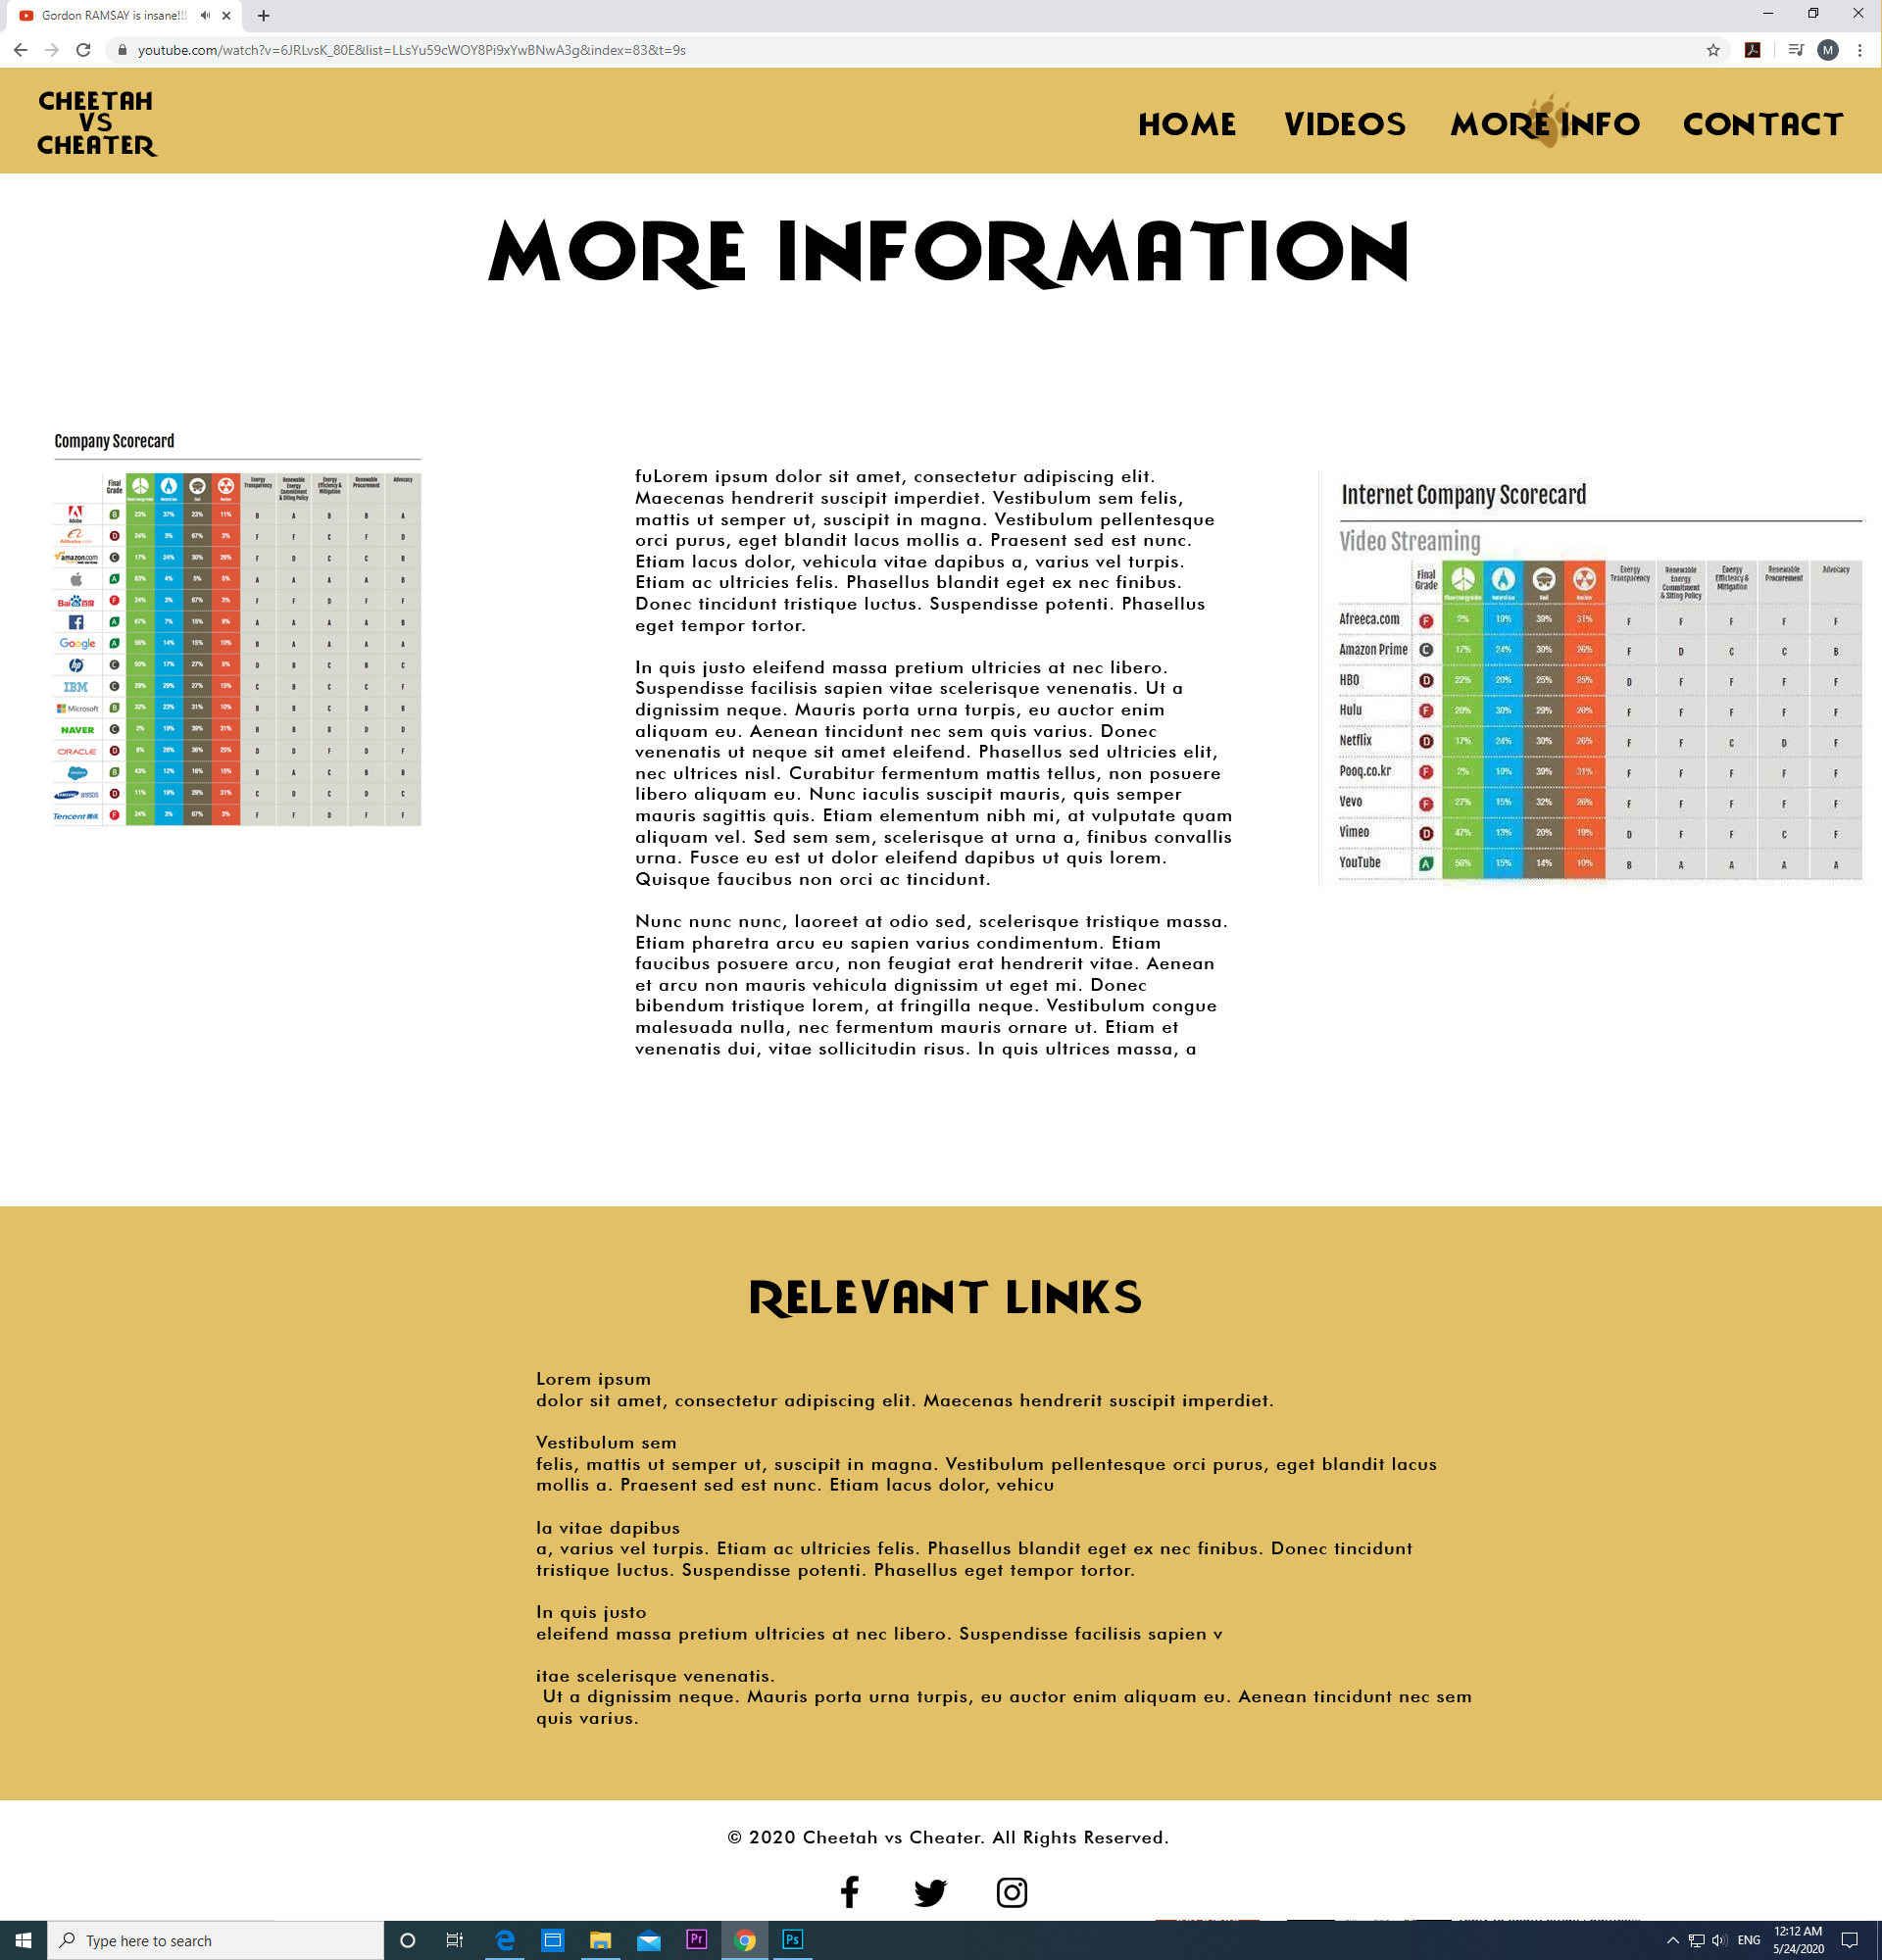 Gordon RAMSAY is insane!!!
youtube.com/watch?v=6JRLvsK_80E&list=LLsYu59cWOY8Pi9xYwBNwA3g&index=83&t=9s
M
CHEETAH
VS
CHEATER
HOME VIDEOS MORE INFO CONTACT
MORE INFORMATION
Company Scorecard
Final Grade Clean Energy Index Natural Gas Coal Nuclear Energy Transparency Renewable Energy Commitment & Siting Policy Energy Efficiency & Mitigation Renewable Procurement Advocacy
Adobe B 23% 37% 23% 11% B A B B A
Alibaba.com D 24% 3% 67% 3% F F C F D
amazon.com C 17% 24% 30% 26% F D C C B
A 83% 4% 5% 5% A A A A B
Bai百度 F 24% 3% 67% 3% F F D F F
f A 67% 7% 15% 9% A A A A B
Google A 56% 14% 15% 10% B A A A A
hp C 50% 17% 27% 5% D B C B C
IBM C 29% 29% 27% 15% C B C C F
Microsoft B 32% 23% 31% 10% B B C B B
NAVER C 2% 19% 39% 31% B B B D D
ORACLE D 8% 26% 36% 25% D D F D F
B 43% 12% 16% 15% B A C B B
SAMSUNG SDS D 11% 19% 29% 31% C D C D C
Tencent 腾讯 F 24% 3% 67% 3% F F D F F
fuLorem ipsum dolor sit amet, consectetur adipiscing elit.
Maecenas hendrerit suscipit imperdiet. Vestibulum sem felis,
mattis ut semper ut, suscipit in magna. Vestibulum pellentesque
orci purus, eget blandit lacus mollis a. Praesent sed est nunc.
Etiam lacus dolor, vehicula vitae dapibus a, varius vel turpis.
Etiam ac ultricies felis. Phasellus blandit eget ex nec finibus.
Donec tincidunt tristique luctus. Suspendisse potenti. Phasellus
eget tempor tortor.
In quis justo eleifend massa pretium ultricies at nec libero.
Suspendisse facilisis sapien vitae scelerisque venenatis. Ut a
dignissim neque. Mauris porta urna turpis, eu auctor enim
aliquam eu. Aenean tincidunt nec sem quis varius. Donec
venenatis ut neque sit amet eleifend. Phasellus sed ultricies elit,
nec ultrices nisl. Curabitur fermentum mattis tellus, non posuere
libero aliquam eu. Nunc iaculis suscipit mauris, quis semper
mauris sagittis quis. Etiam elementum nibh mi, at vulputate quam
aliquam vel. Sed sem sem, scelerisque at urna a, finibus convallis
urna. Fusce eu est ut dolor eleifend dapibus ut quis lorem.
Quisque faucibus non orci ac tincidunt.
Nunc nunc nunc, laoreet at odio sed, scelerisque tristique massa.
Etiam pharetra arcu eu sapien varius condimentum. Etiam
faucibus posuere arcu, non feugiat erat hendrerit vitae. Aenean
et arcu non mauris vehicula dignissim ut eget mi. Donec
bibendum tristique lorem, at fringilla neque. Vestibulum congue
malesuada nulla, nec fermentum mauris ornare ut. Etiam et
venenatis dui, vitae sollicitudin risus. In quis ultrices massa, a
Internet Company Scorecard
Video Streaming
Final Grade Clean Energy Index Natural Gas Coal Nuclear Energy Transparency Renewable Energy Commitment & Siting Policy Energy Efficiency & Mitigation Renewable Procurement Advocacy
Afreeca.com F 2% 19% 39% 31% F F F F F
Amazon Prime C 17% 24% 30% 26% F D C C B
HBO D 22% 20% 25% 25% D F F F F
Hulu F 20% 30% 29% 20% F F F F F
Netflix D 17% 24% 30% 26% F F C D F
Pooq.co.kr F 2% 19% 39% 31% F F F F F
Vevo F 27% 15% 32% 26% F F F F F
Vimeo D 47% 13% 20% 19% D F F C F
YouTube A 56% 15% 14% 10% B A A A A
RELEVANT LINKS
Lorem ipsum
dolor sit amet, consectetur adipiscing elit. Maecenas hendrerit suscipit imperdiet.
Vestibulum sem
felis, mattis ut semper ut, suscipit in magna. Vestibulum pellentesque orci purus, eget blandit lacus
mollis a. Praesent sed est nunc. Etiam lacus dolor, vehicu
la vitae dapibus
a, varius vel turpis. Etiam ac ultricies felis. Phasellus blandit eget ex nec finibus. Donec tincidunt
tristique luctus. Suspendisse potenti. Phasellus eget tempor tortor.
In quis justo
eleifend massa pretium ultricies at nec libero. Suspendisse facilisis sapien v
itae scelerisque venenatis.
Ut a dignissim neque. Mauris porta urna turpis, eu auctor enim aliquam eu. Aenean tincidunt nec sem
quis varius.
© 2020 Cheetah vs Cheater. All Rights Reserved.
Type here to search
Pr
Ps
ENG
12:12 AM
5/24/2020